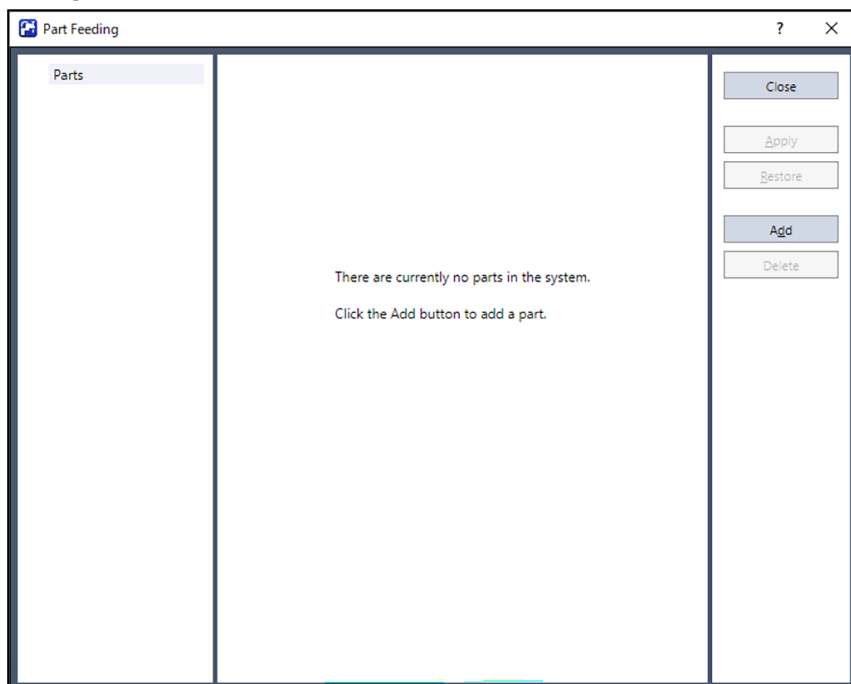 Part Feeding
?
Parts
Close
Apply
Restore
Add
Delete
There are currently no parts in the system.
Click the Add button to add a part.